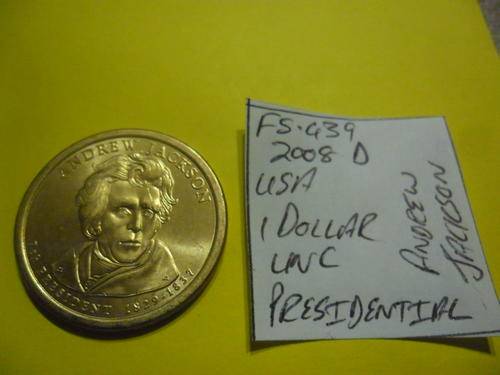 ANDREW JACKSON
7th PRESIDENT 1829-1837
FS-439
2008 D
USA
1 DOLLAR
UNC
PRESIDENTIAL
ANDREW
JACKSON